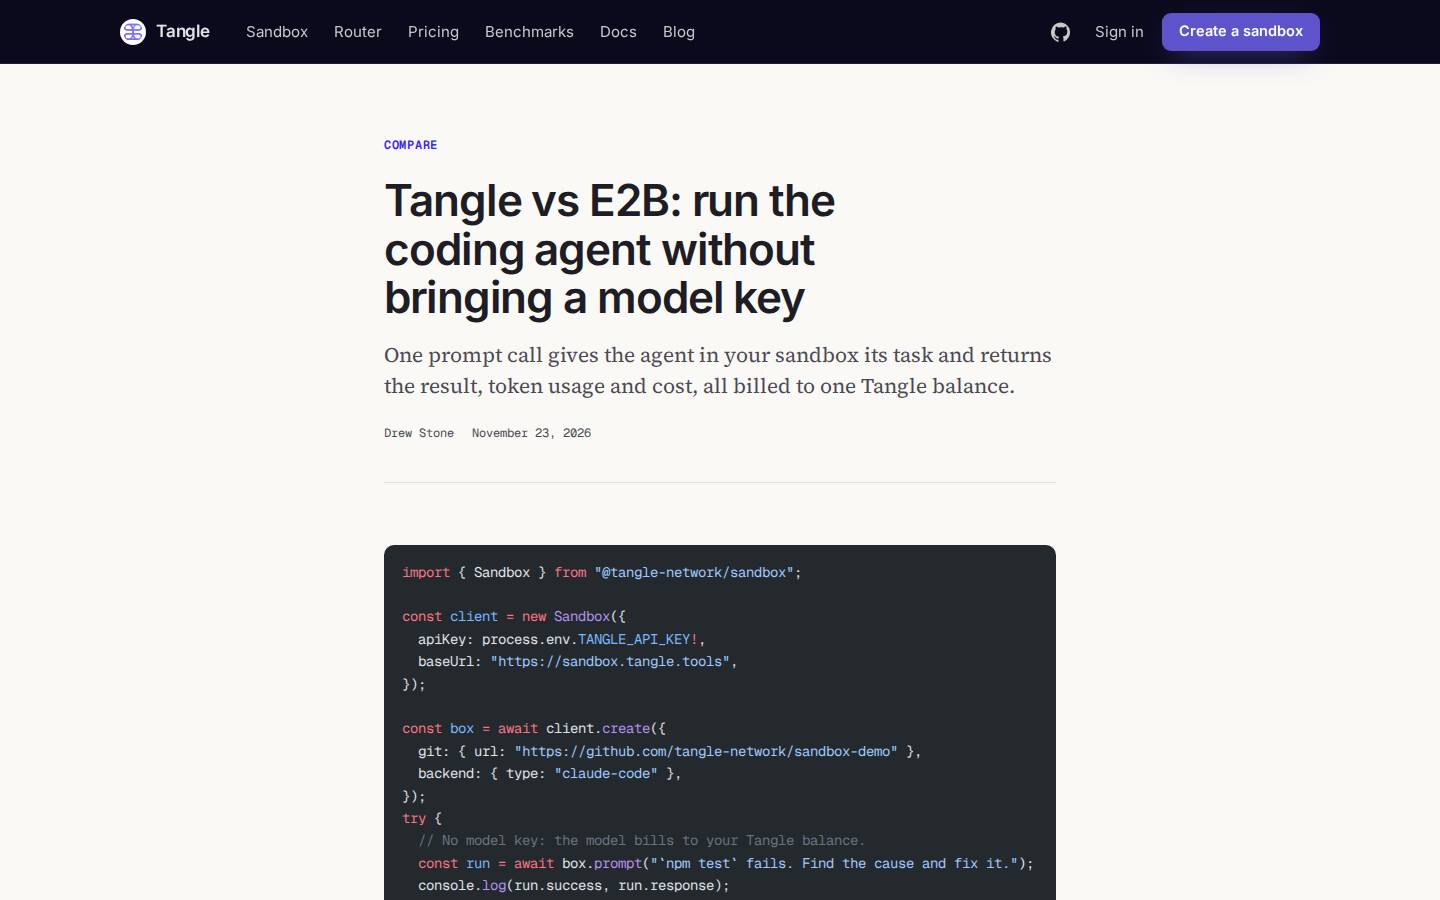 Tangle
Sandbox
Router
Pricing
Benchmarks
Docs
Blog
Sign in
Create a sandbox
COMPARE
Tangle vs E2B: run the
coding agent without
bringing a model key
One prompt call gives the agent in your sandbox its task and returns
the result, token usage and cost, all billed to one Tangle balance.
Drew Stone November 23, 2026
import { Sandbox } from "@tangle-network/sandbox";
const client = new Sandbox({
  apiKey: process.env.TANGLE_API_KEY!,
  baseUrl: "https://sandbox.tangle.tools",
});
const box = await client.create({
  git: { url: "https://github.com/tangle-network/sandbox-demo" },
  backend: { type: "claude-code" },
});
try {
  // No model key: the model bills to your Tangle balance.
  const run = await box.prompt("`npm test` fails. Find the cause and fix it.");
  console.log(run.success, run.response);